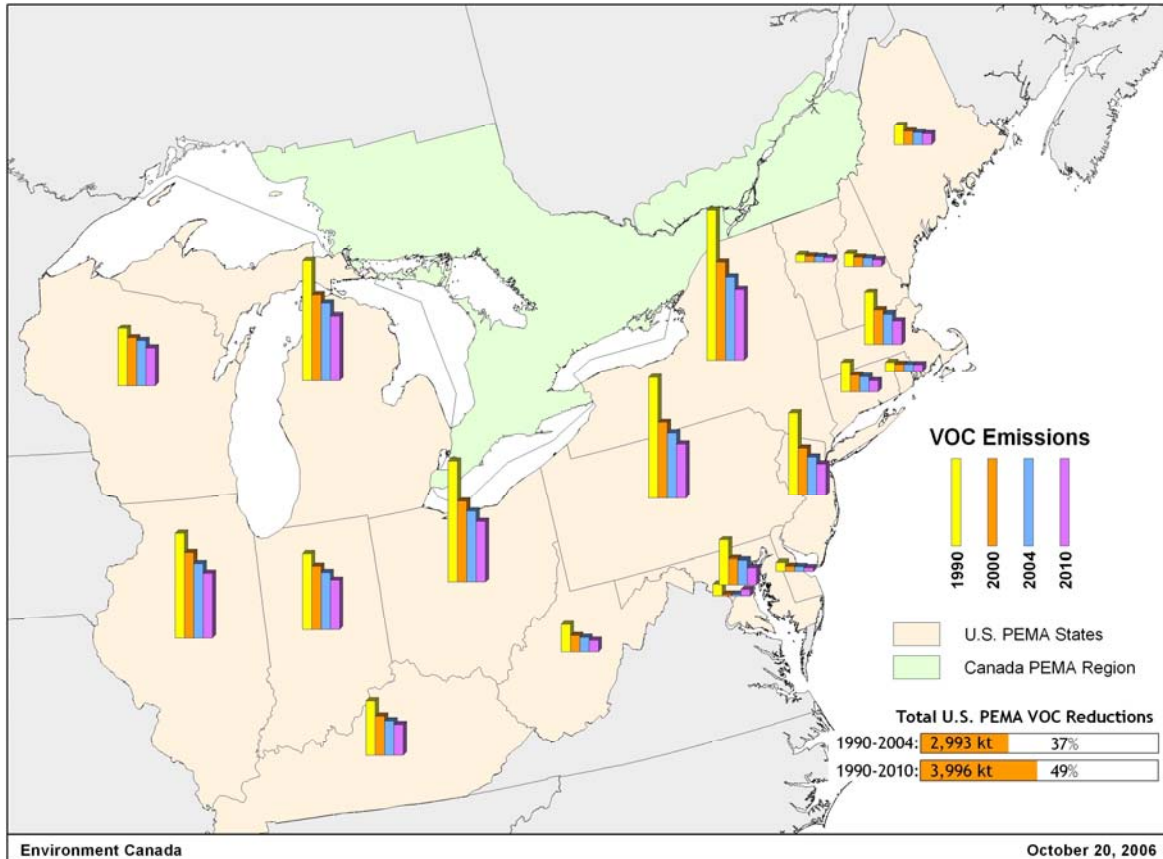 VOC Emissions
1990
2000
2004
2010
U.S. PEMA States
Canada PEMA Region
Total U.S. PEMA VOC Reductions
1990-2004: 2,993 kt 37%
1990-2010: 3,996 kt 49%
Environment Canada October 20, 2006